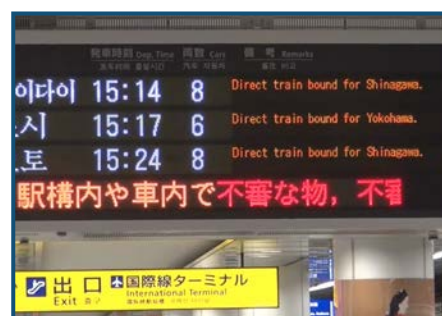 発車時刻 Dep. Time 両数 Cars 備考 Remarks
이다이 15:14 8 Direct train bound for Shinagawa.
시 15:17 6 Direct train bound for Yokohama.
토 15:24 8 Direct train bound for Shinagawa.
駅構内や車内で不審な物，不審
出口 国際線ターミナル
Exit International Terminal